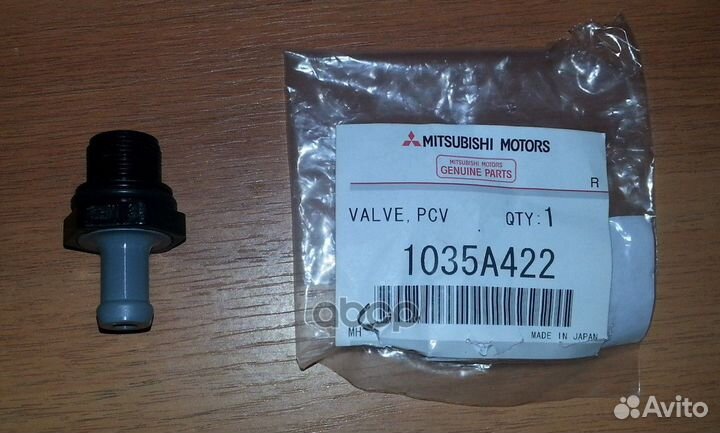 MITSUBISHI MOTORS
MITSUBISHI MOTORS
GENUINE PARTS
R
VALVE, PCV QTY:1
1035A422
MH
MADE IN JAPAN
Avito